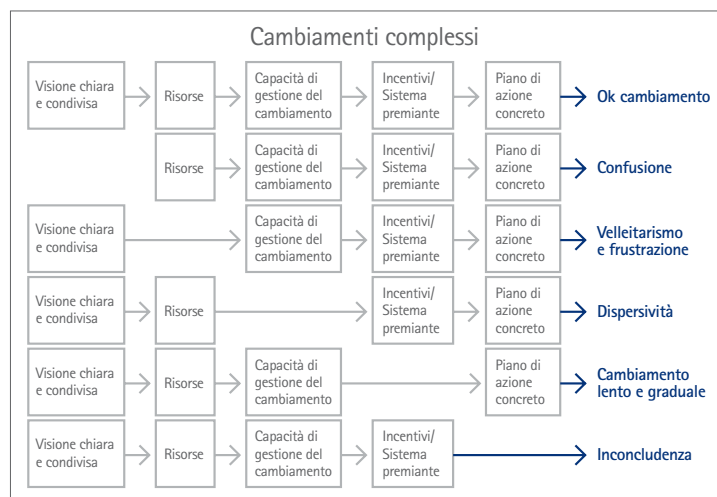 Cambiamenti complessi
Visione chiara
e condivisa
Risorse
Capacità di
gestione del
cambiamento
Incentivi/
Sistema
premiante
Piano di
azione
concreto
Ok cambiamento
Risorse
Capacità di
gestione del
cambiamento
Incentivi/
Sistema
premiante
Piano di
azione
concreto
Confusione
Visione chiara
e condivisa
Capacità di
gestione del
cambiamento
Incentivi/
Sistema
premiante
Piano di
azione
concreto
Velleitarismo
e frustrazione
Visione chiara
e condivisa
Risorse
Incentivi/
Sistema
premiante
Piano di
azione
concreto
Dispersività
Visione chiara
e condivisa
Risorse
Capacità di
gestione del
cambiamento
Piano di
azione
concreto
Cambiamento
lento e graduale
Visione chiara
e condivisa
Risorse
Capacità di
gestione del
cambiamento
Incentivi/
Sistema
premiante
Inconcludenza